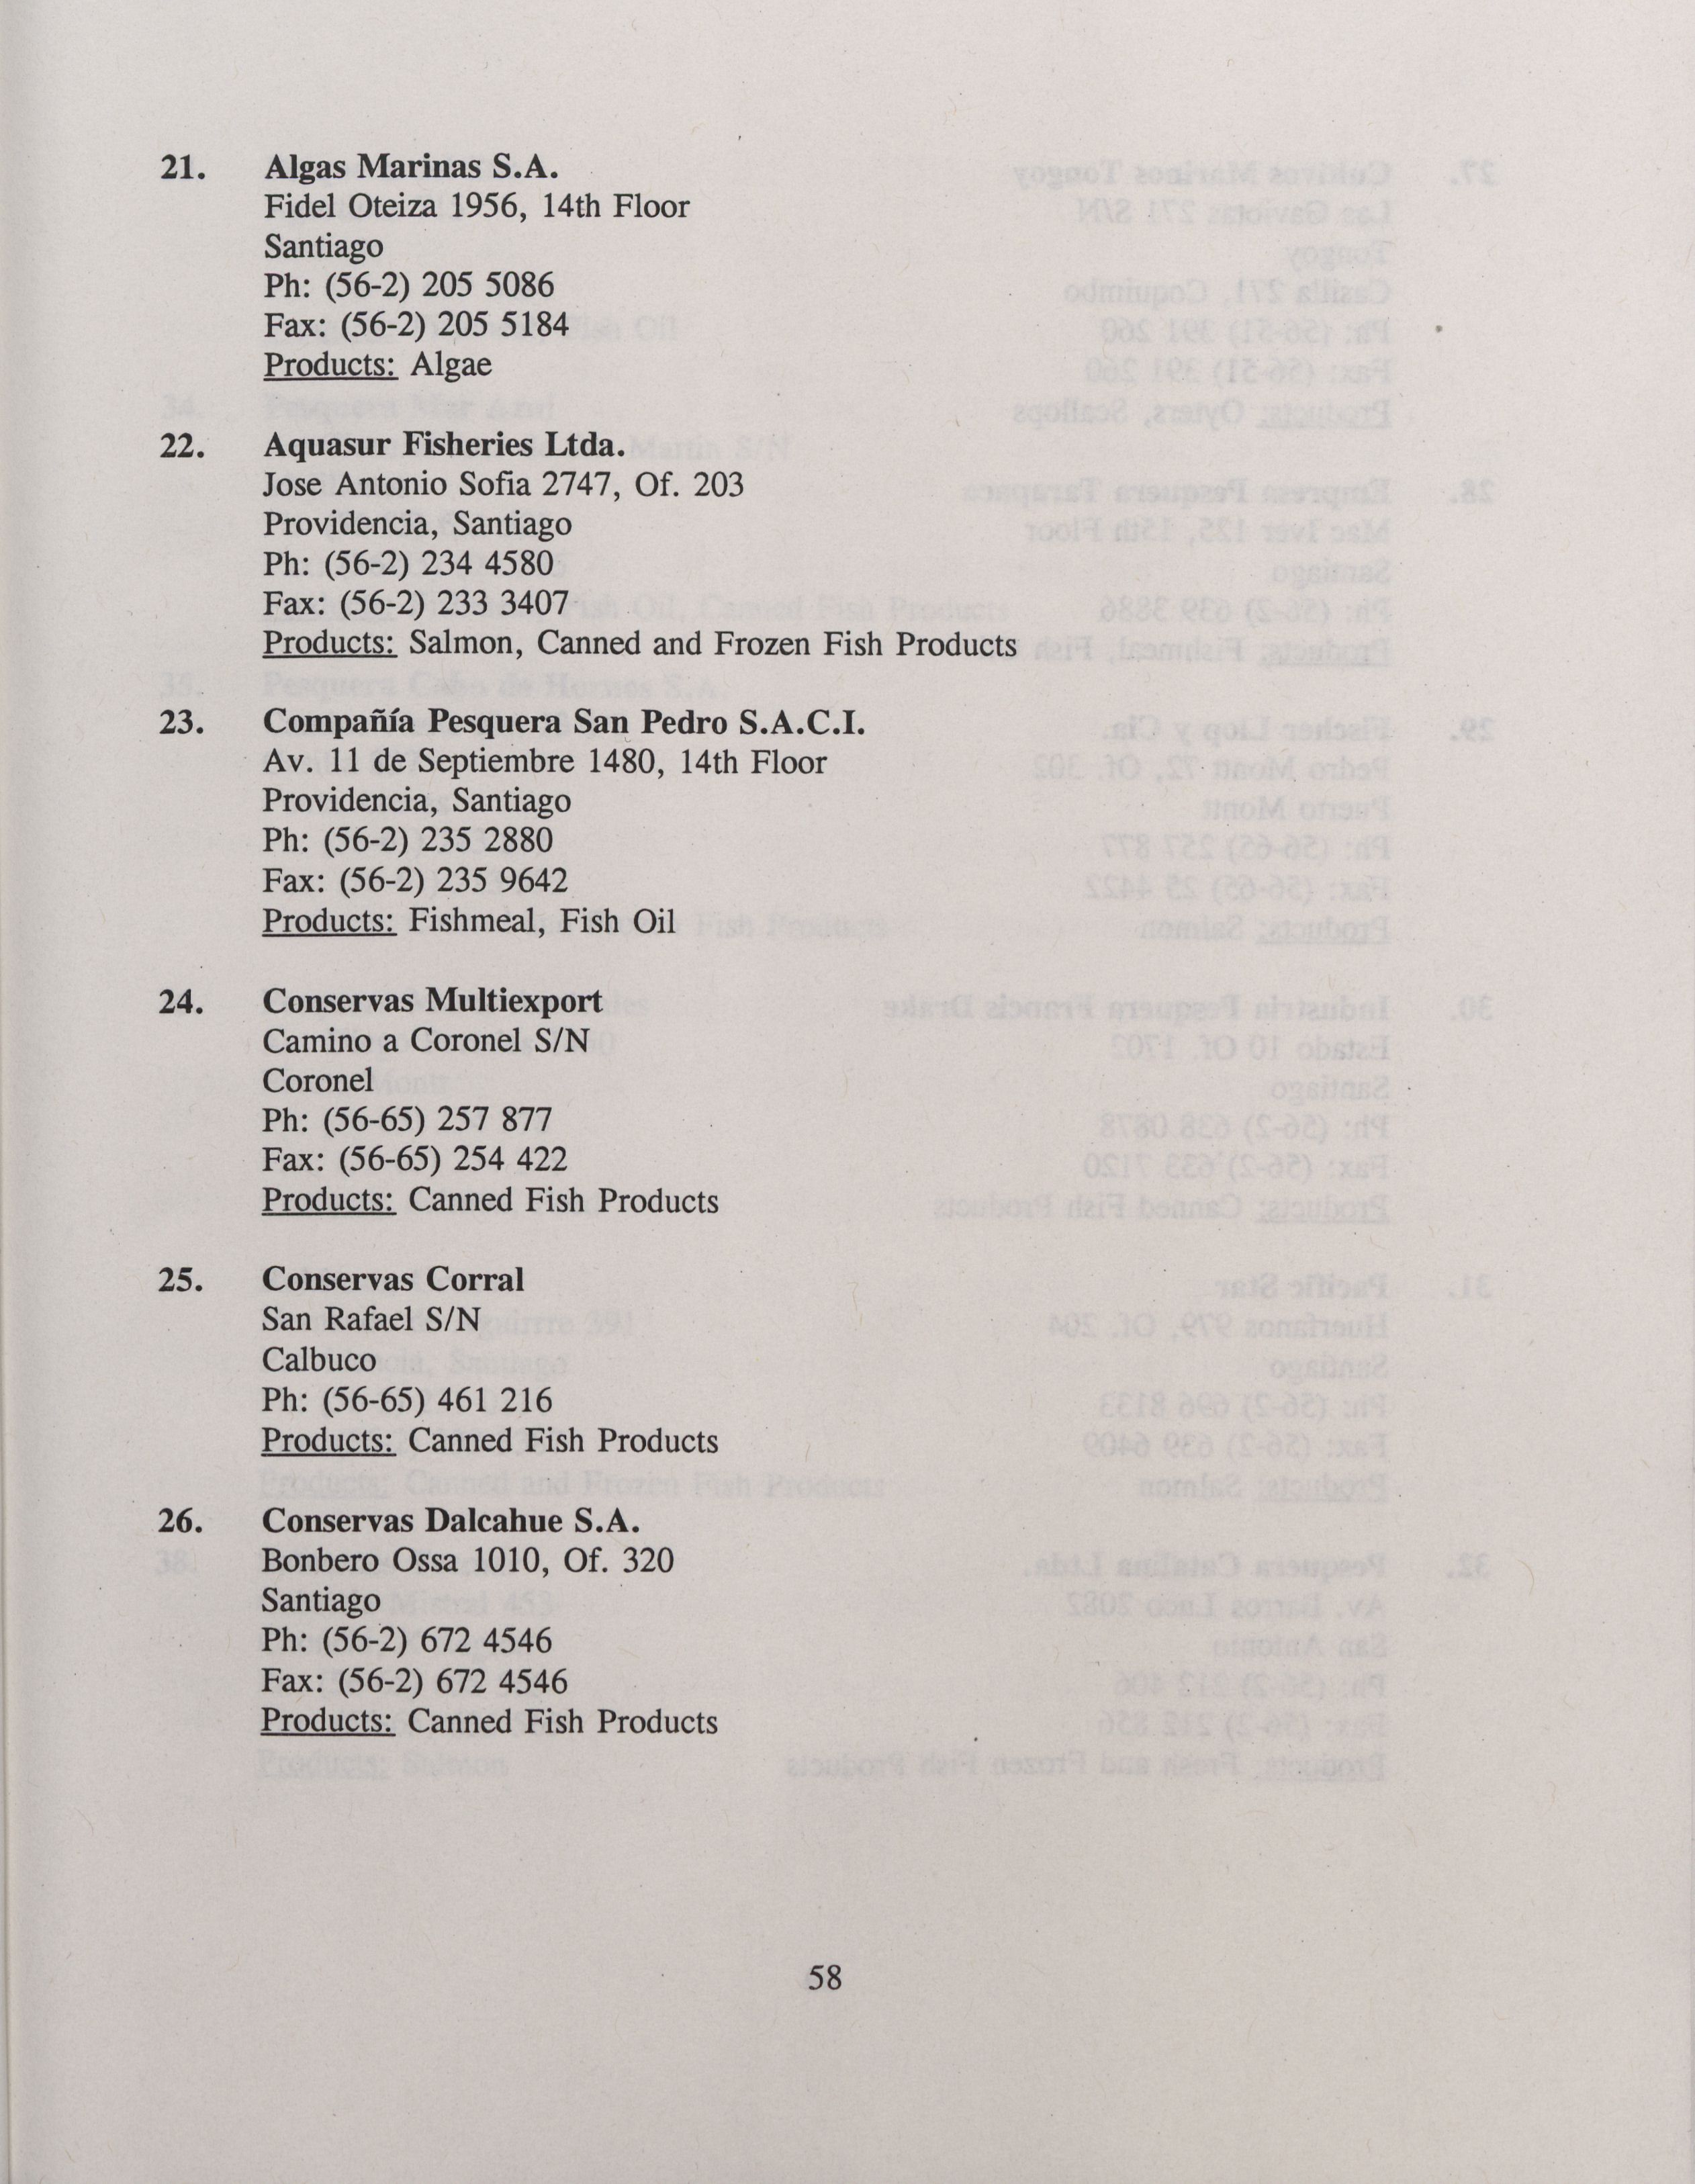 21. Algas Marinas S.A.
Fidel Oteiza 1956, 14th Floor
Santiago
Ph: (56-2) 205 5086
Fax: (56-2) 205 5184
Products: Algae
22. Aquasur Fisheries Ltda.
Jose Antonio Sofia 2747, Of. 203
Providencia, Santiago
Ph: (56-2) 234 4580
Fax: (56-2) 233 3407
Products: Salmon, Canned and Frozen Fish Products
23. Compañía Pesquera San Pedro S.A.C.I.
Av. 11 de Septiembre 1480, 14th Floor
Providencia, Santiago
Ph: (56-2) 235 2880
Fax: (56-2) 235 9642
Products: Fishmeal, Fish Oil
24. Conservas Multiexport
Camino a Coronel S/N
Coronel
Ph: (56-65) 257 877
Fax: (56-65) 254 422
Products: Canned Fish Products
25. Conservas Corral
San Rafael S/N
Calbuco
Ph: (56-65) 461 216
Products: Canned Fish Products
26. Conservas Dalcahue S.A.
Bonbero Ossa 1010, Of. 320
Santiago
Ph: (56-2) 672 4546
Fax: (56-2) 672 4546
Products: Canned Fish Products
58